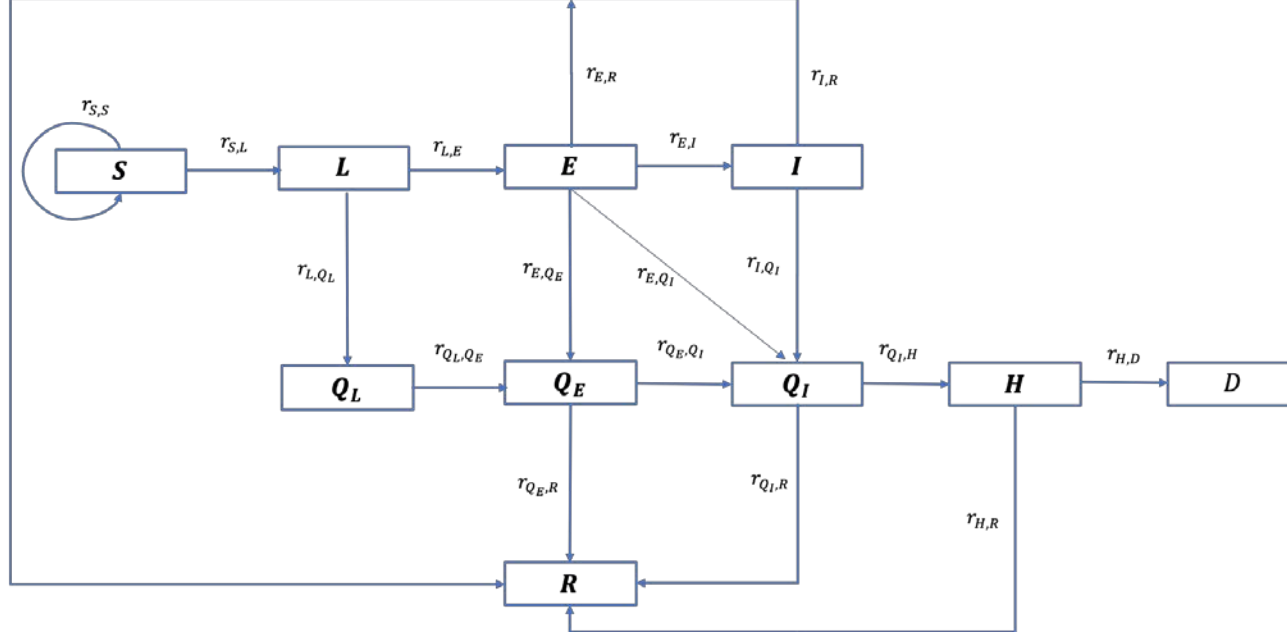 r_{E,R}
r_{I,R}
r_{S,S}
r_{S,L}
r_{L,E}
r_{E,I}
S
L
E
I
r_{L,Q_L}
r_{E,Q_E}
r_{E,Q_I}
r_{I,Q_I}
r_{Q_L,Q_E}
r_{Q_E,Q_I}
r_{Q_I,H}
r_{H,D}
Q_L
Q_E
Q_I
H
D
r_{Q_E,R}
r_{Q_I,R}
r_{H,R}
R